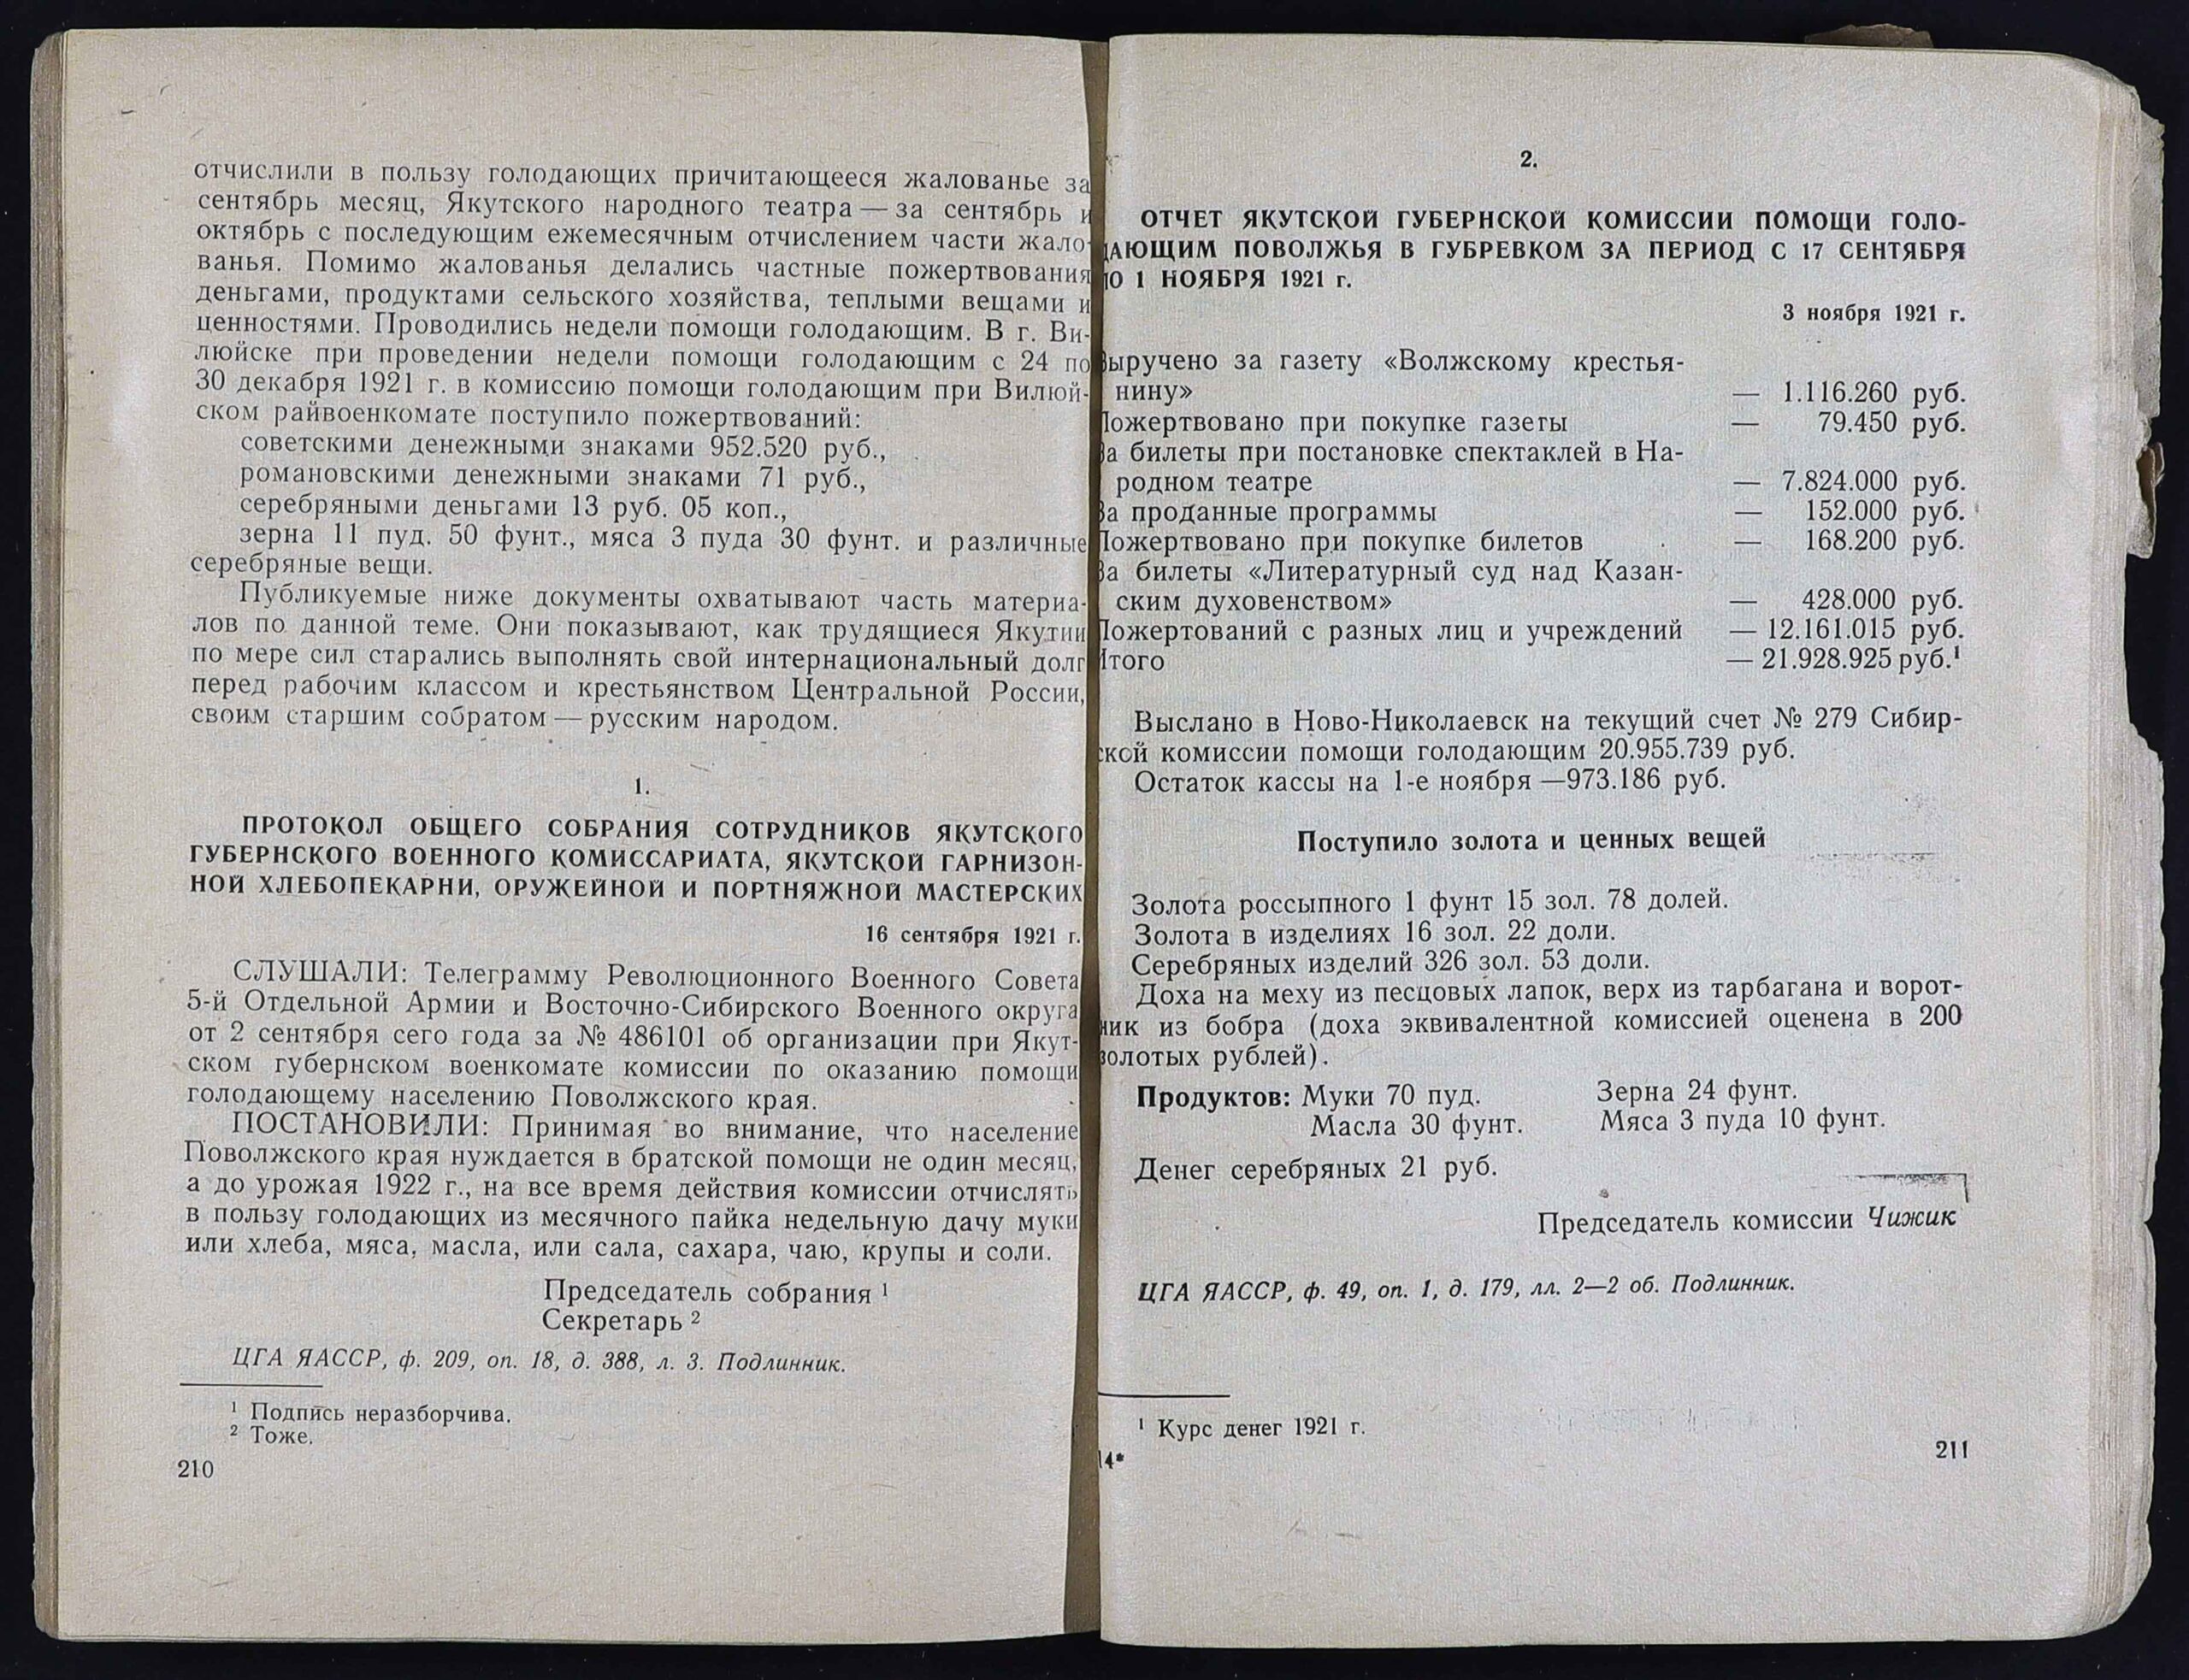 отчислили в пользу голодающих причитающееся жалованье за
сентябрь месяц, Якутского народного театра — за сентябрь и
октябрь с последующим ежемесячным отчислением части жало-
ванья. Помимо жалованья делались частные пожертвования
деньгами, продуктами сельского хозяйства, теплыми вещами и
ценностями. Проводились недели помощи голодающим. В г. Ви-
люйске при проведении недели помощи голодающим с 24 по
30 декабря 1921 г. в комиссию помощи голодающим при Вилюй-
ском райвоенкомате поступило пожертвований:
советскими денежными знаками 952.520 руб.,
романовскими денежными знаками 71 руб.,
серебряными деньгами 13 руб. 05 коп.,
зерна 11 пуд. 50 фунт., мяса 3 пуда 30 фунт. и различные
серебряные вещи.
Публикуемые ниже документы охватывают часть материа-
лов по данной теме. Они показывают, как трудящиеся Якутии
по мере сил старались выполнять свой интернациональный долг
перед рабочим классом и крестьянством Центральной России,
своим старшим собратом — русским народом.
1.
ПРОТОКОЛ ОБЩЕГО СОБРАНИЯ СОТРУДНИКОВ ЯКУТСКОГО
ГУБЕРНСКОГО ВОЕННОГО КОМИССАРИАТА, ЯКУТСКОЙ ГАРНИЗОН-
НОЙ ХЛЕБОПЕКАРНИ, ОРУЖЕЙНОЙ И ПОРТНЯЖНОЙ МАСТЕРСКИХ
16 сентября 1921 г.
СЛУШАЛИ: Телеграмму Революционного Военного Совета
5-й Отдельной Армии и Восточно-Сибирского Военного округа
от 2 сентября сего года за № 486101 об организации при Якут-
ском губернском военкомате комиссии по оказанию помощи
голодающему населению Поволжского края.
ПОСТАНОВИЛИ: Принимая во внимание, что население
Поволжского края нуждается в братской помощи не один месяц,
а до урожая 1922 г., на все время действия комиссии отчислять
в пользу голодающих из месячного пайка недельную дачу муки
или хлеба, мяса, масла, или сала, сахара, чаю, крупы и соли.
Председатель собрания ¹
Секретарь ²
ЦГА ЯАССР, ф. 209, оп. 18, д. 388, л. 3. Подлинник.
¹ Подпись неразборчива.
² Тоже.
210
2.
ОТЧЕТ ЯКУТСКОЙ ГУБЕРНСКОЙ КОМИССИИ ПОМОЩИ ГОЛО-
ДАЮЩИМ ПОВОЛЖЬЯ В ГУБРЕВКОМ ЗА ПЕРИОД С 17 СЕНТЯБРЯ
ПО 1 НОЯБРЯ 1921 г.
3 ноября 1921 г.
Выручено за газету «Волжскому крестья-
нину» — 1.116.260 руб.
Пожертвовано при покупке газеты — 79.450 руб.
За билеты при постановке спектаклей в На-
родном театре — 7.824.000 руб.
За проданные программы — 152.000 руб.
Пожертвовано при покупке билетов — 168.200 руб.
За билеты «Литературный суд над Казан-
ским духовенством» — 428.000 руб.
Пожертований с разных лиц и учреждений — 12.161.015 руб.
Итого — 21.928.925 руб.¹
Выслано в Ново-Николаевск на текущий счет № 279 Сибир-
ской комиссии помощи голодающим 20.955.739 руб.
Остаток кассы на 1-е ноября —973.186 руб.
Поступило золота и ценных вещей
Золота россыпного 1 фунт 15 зол. 78 долей.
Золота в изделиях 16 зол. 22 доли.
Серебряных изделий 326 зол. 53 доли.
Доха на меху из песцовых лапок, верх из тарбагана и ворот-
ник из бобра (доха эквивалентной комиссией оценена в 200
золотых рублей).
Продуктов: Муки 70 пуд. Зерна 24 фунт.
Масла 30 фунт. Мяса 3 пуда 10 фунт.
Денег серебряных 21 руб.
Председатель комиссии Чижик
ЦГА ЯАССР, ф. 49, оп. 1, д. 179, лл. 2—2 об. Подлинник.
¹ Курс денег 1921 г.
14*
211